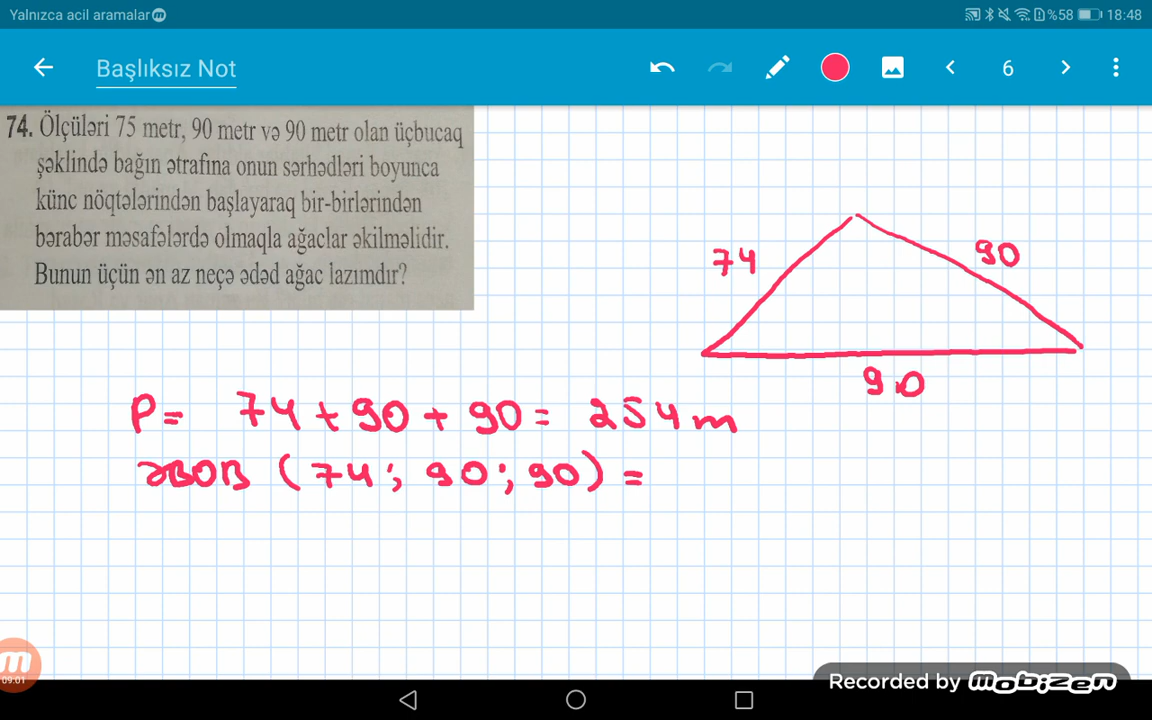 Yalnızca acil aramalar %58 18:48
Başlıksız Not 6
74. Ölçüləri 75 metr, 90 metr və 90 metr olan üçbucaq
şəklində bağın ətrafına onun sərhədləri boyunca
künc nöqtələrindən başlayaraq bir-birlərindən
bərabər məsafələrdə olmaqla ağaclar əkilməlidir.
Bunun üçün ən az neçə ədəd ağac lazımdır?
74
90
90
P= 74 + 90 + 90 = 254 m
ƏBOB (74; 90; 90) =
09:01
Recorded by mobizen